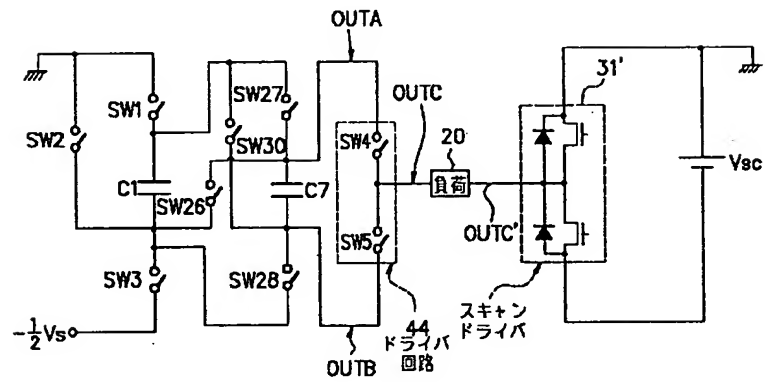 OUTA
31'
SW27
OUTC
SW1
SW2
SW30
SW4
20
Vsc
C1
負荷
C7
SW26
SW5
OUTC'
SW3
SW28
-1/2Vs
44
ドライバ
回路
スキャン
ドライバ
OUTB